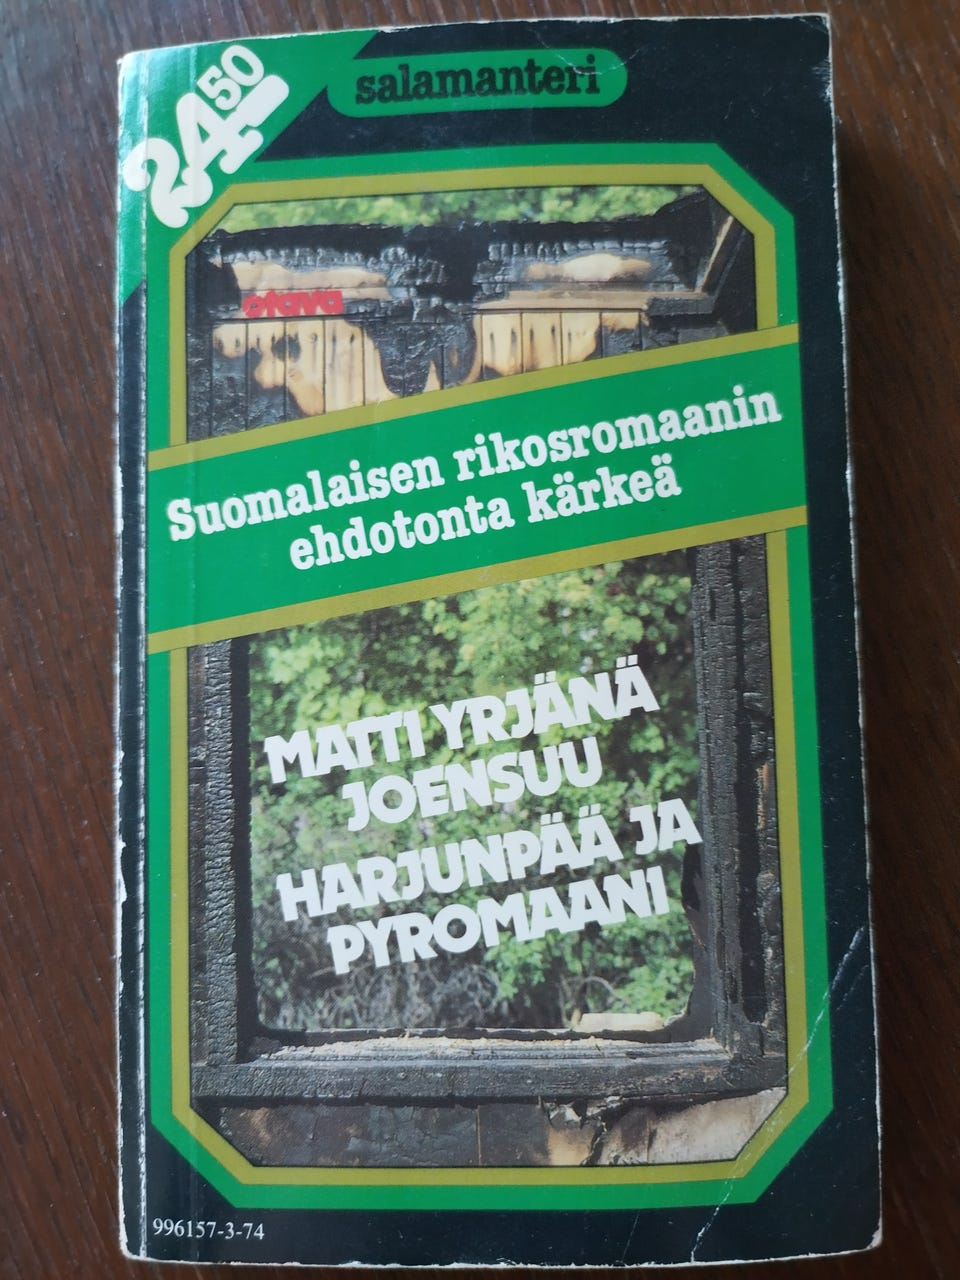 24.50
salamanteri
otava
Suomalaisen rikosromaanin
ehdotonta kärkeä
MATTI YRJÄNÄ
JOENSUU
HARJUNPÄÄ JA
PYROMAANI
996157-3-74